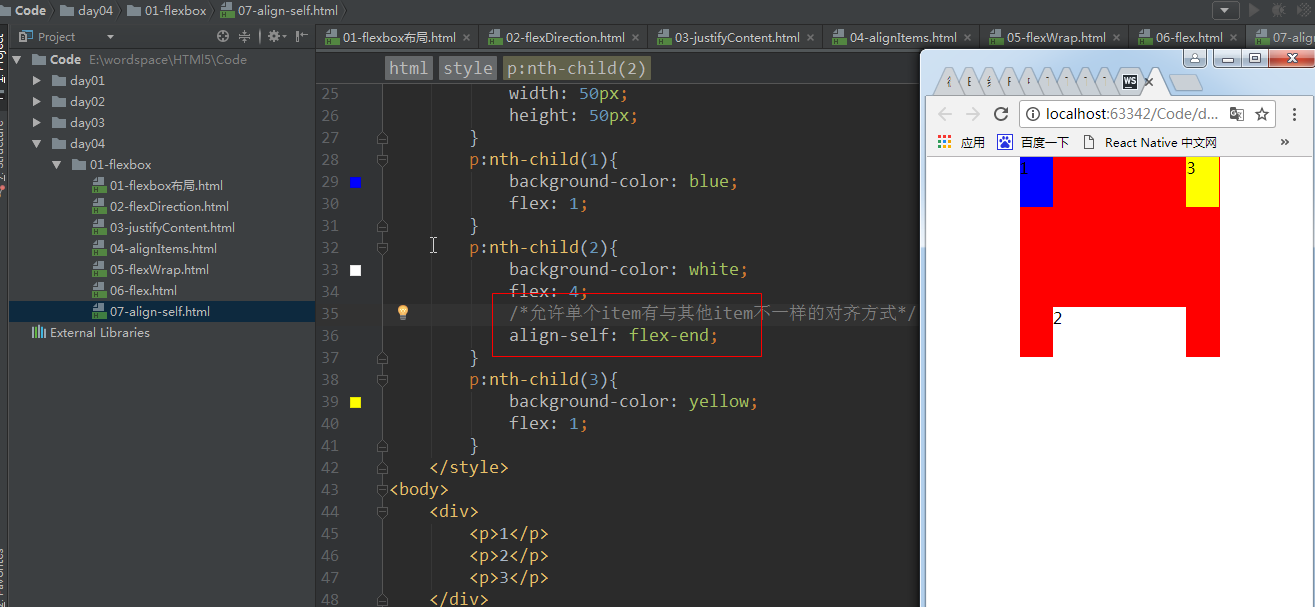 Code day04 01-flexbox 07-align-self.html
Project
01-flexbox布局.html 02-flexDirection.html 03-justifyContent.html 04-alignItems.html 05-flexWrap.html 06-flex.html 07-alig
Code E:\wordspace\HTMl5\Code
day01
day02
day03
day04
01-flexbox
01-flexbox布局.html
02-flexDirection.html
03-justifyContent.html
04-alignItems.html
05-flexWrap.html
06-flex.html
07-align-self.html
External Libraries
html style p:nth-child(2)
25 width: 50px;
26 height: 50px;
27 }
28 p:nth-child(1){
29 background-color: blue;
30 flex: 1;
31 }
32 p:nth-child(2){
33 background-color: white;
34 flex: 4;
35 /*允许单个item有与其他item不一样的对齐方式*/
36 align-self: flex-end;
37 }
38 p:nth-child(3){
39 background-color: yellow;
40 flex: 1;
41 }
42 </style>
43 <body>
44 <div>
45 <p>1</p>
46 <p>2</p>
47 <p>3</p>
48 </div>
WS
localhost:63342/Code/d...
应用 百度一下 React Native 中文网 »
1 3
2